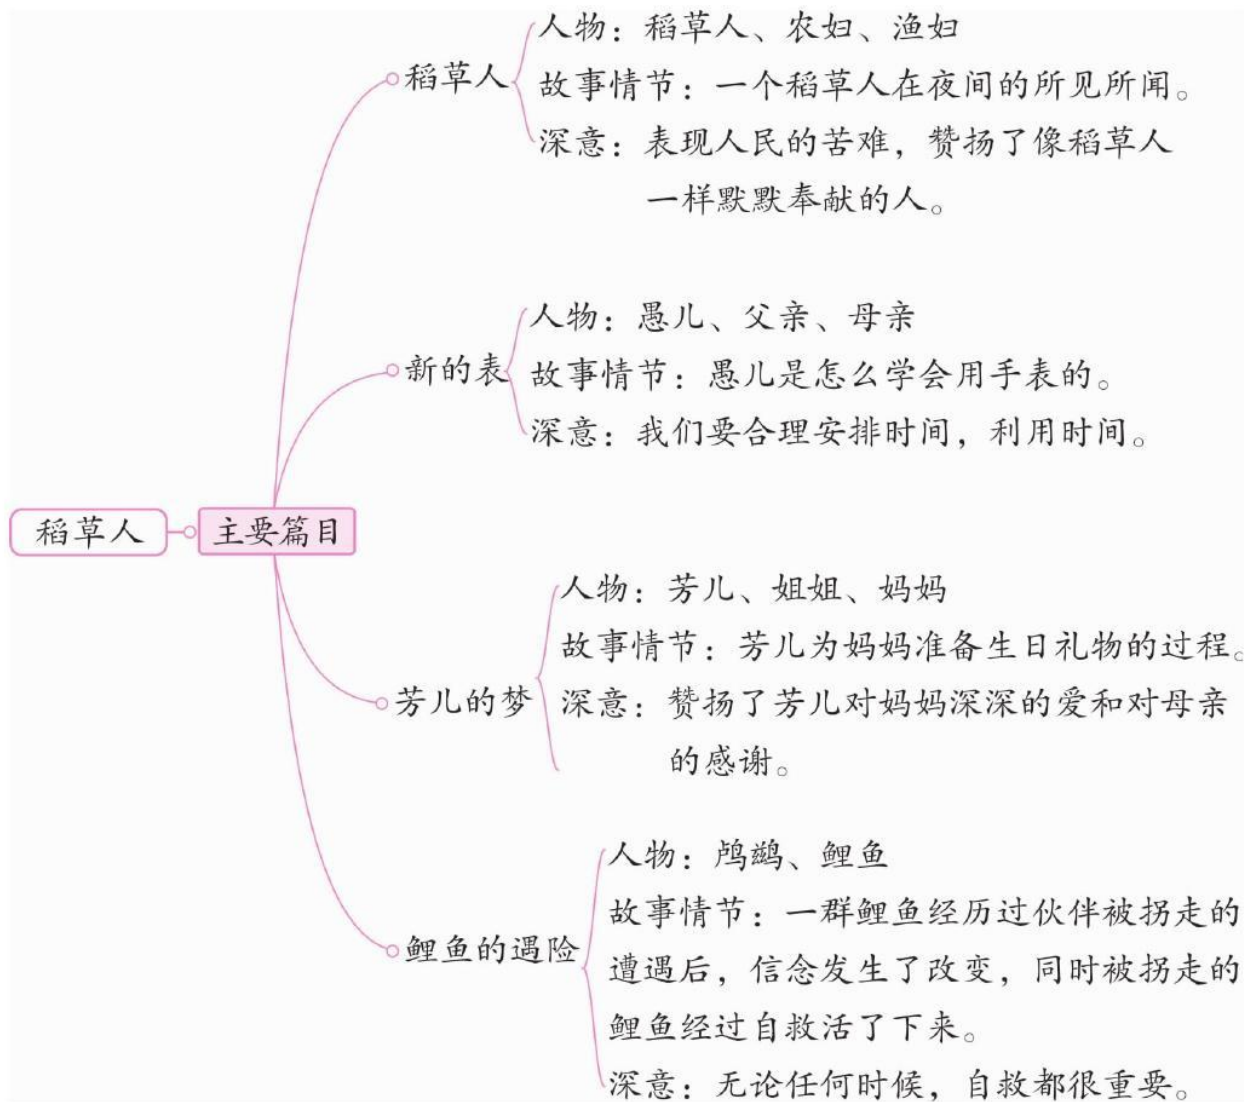 稻草人
主要篇目
稻草人
人物：稻草人、农妇、渔妇
故事情节：一个稻草人在夜间的所见所闻。
深意：表现人民的苦难，赞扬了像稻草人
一样默默奉献的人。
新的表
人物：愚儿、父亲、母亲
故事情节：愚儿是怎么学会用手表的。
深意：我们要合理安排时间，利用时间。
芳儿的梦
人物：芳儿、姐姐、妈妈
故事情节：芳儿为妈妈准备生日礼物的过程。
深意：赞扬了芳儿对妈妈深深的爱和对母亲
的感谢。
鲤鱼的遇险
人物：鸬鹚、鲤鱼
故事情节：一群鲤鱼经历过伙伴被拐走的
遭遇后，信念发生了改变，同时被拐走的
鲤鱼经过自救活了下来。
深意：无论任何时候，自救都很重要。